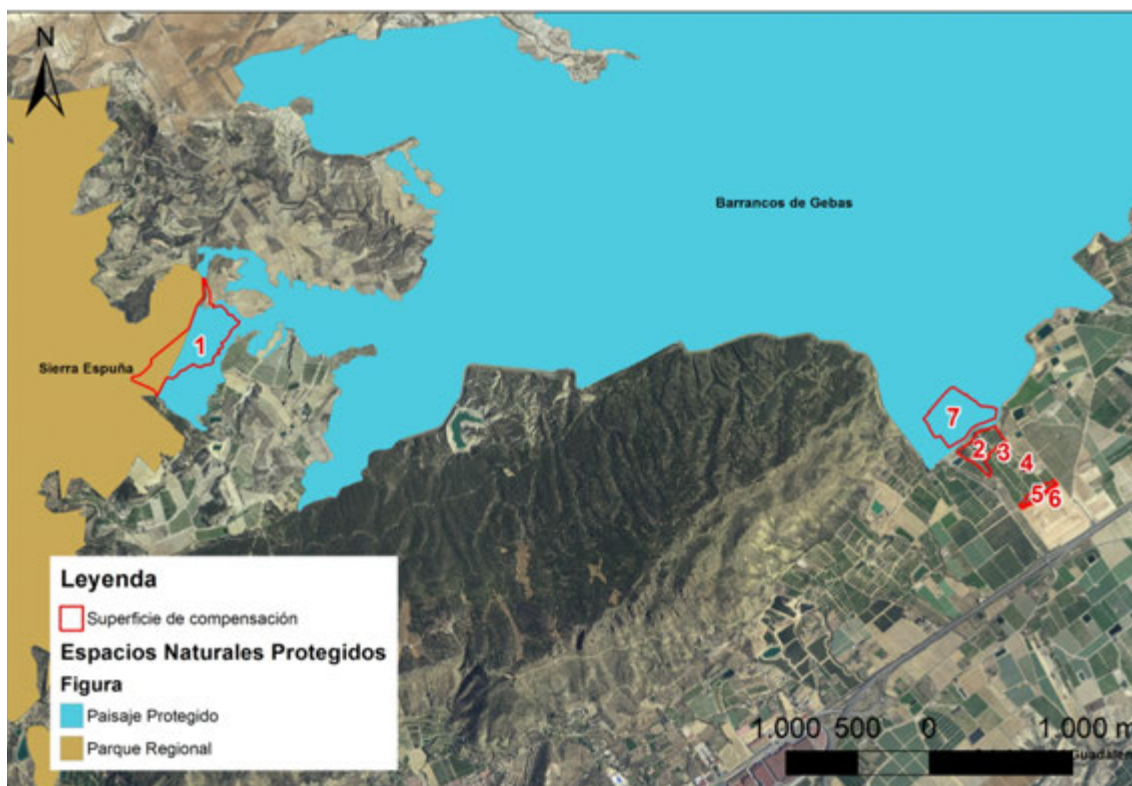 N
Barrancos de Gebas
1
Sierra Espuña
7
2
3
4
5
6
Leyenda
Superficie de compensación
Espacios Naturales Protegidos
Figura
Paisaje Protegido
Parque Regional
1.000 500 0 1.000 m